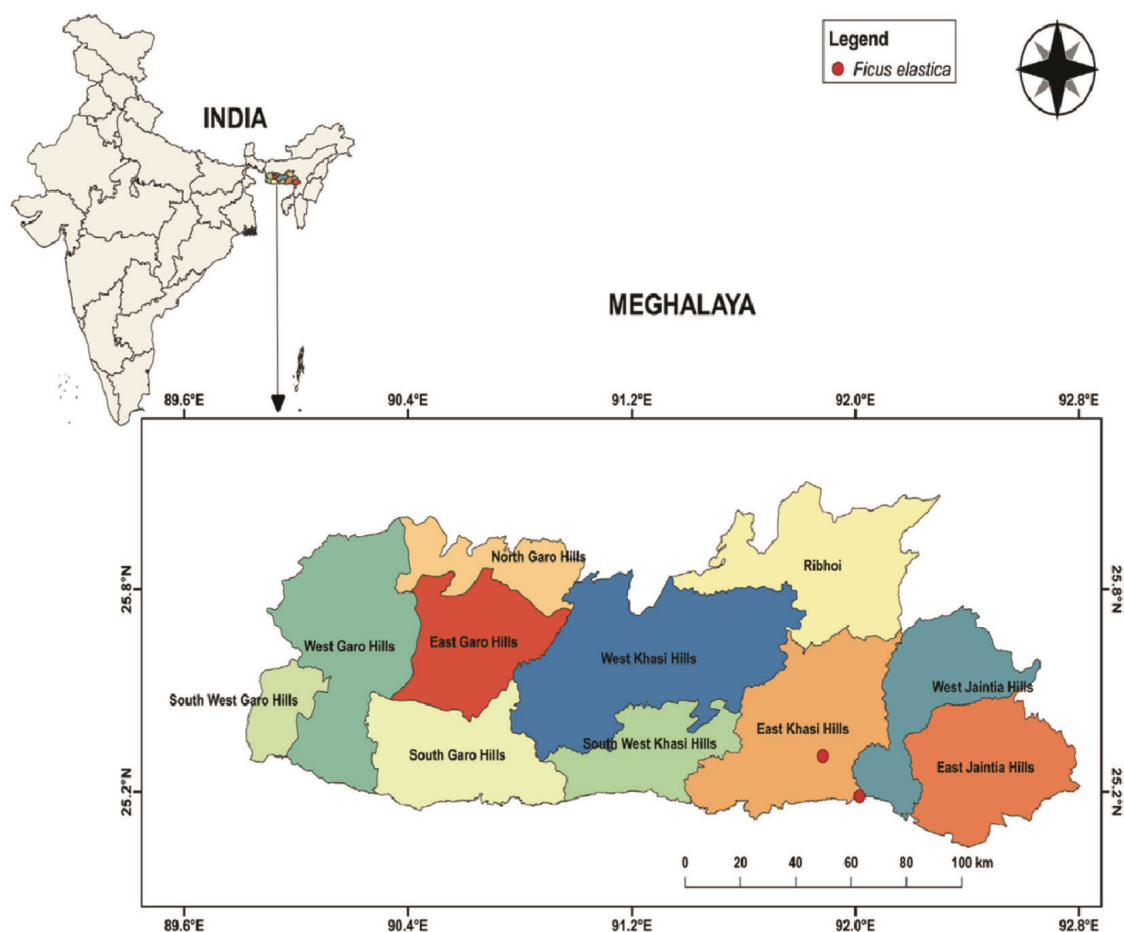 Legend
Ficus elastica
INDIA
MEGHALAYA
89.6°E 90.4°E 91.2°E 92.0°E 92.8°E
North Garo Hills
Ribhoi
25.8°N 25.8°N
West Garo Hills East Garo Hills West Khasi Hills
West Jaintia Hills
South West Garo Hills
East Khasi Hills
South West Khasi Hills
South Garo Hills
East Jaintia Hills
25.2°N 25.2°N
0 20 40 60 80 100 km
89.6°E 90.4°E 91.2°E 92.0°E 92.8°E